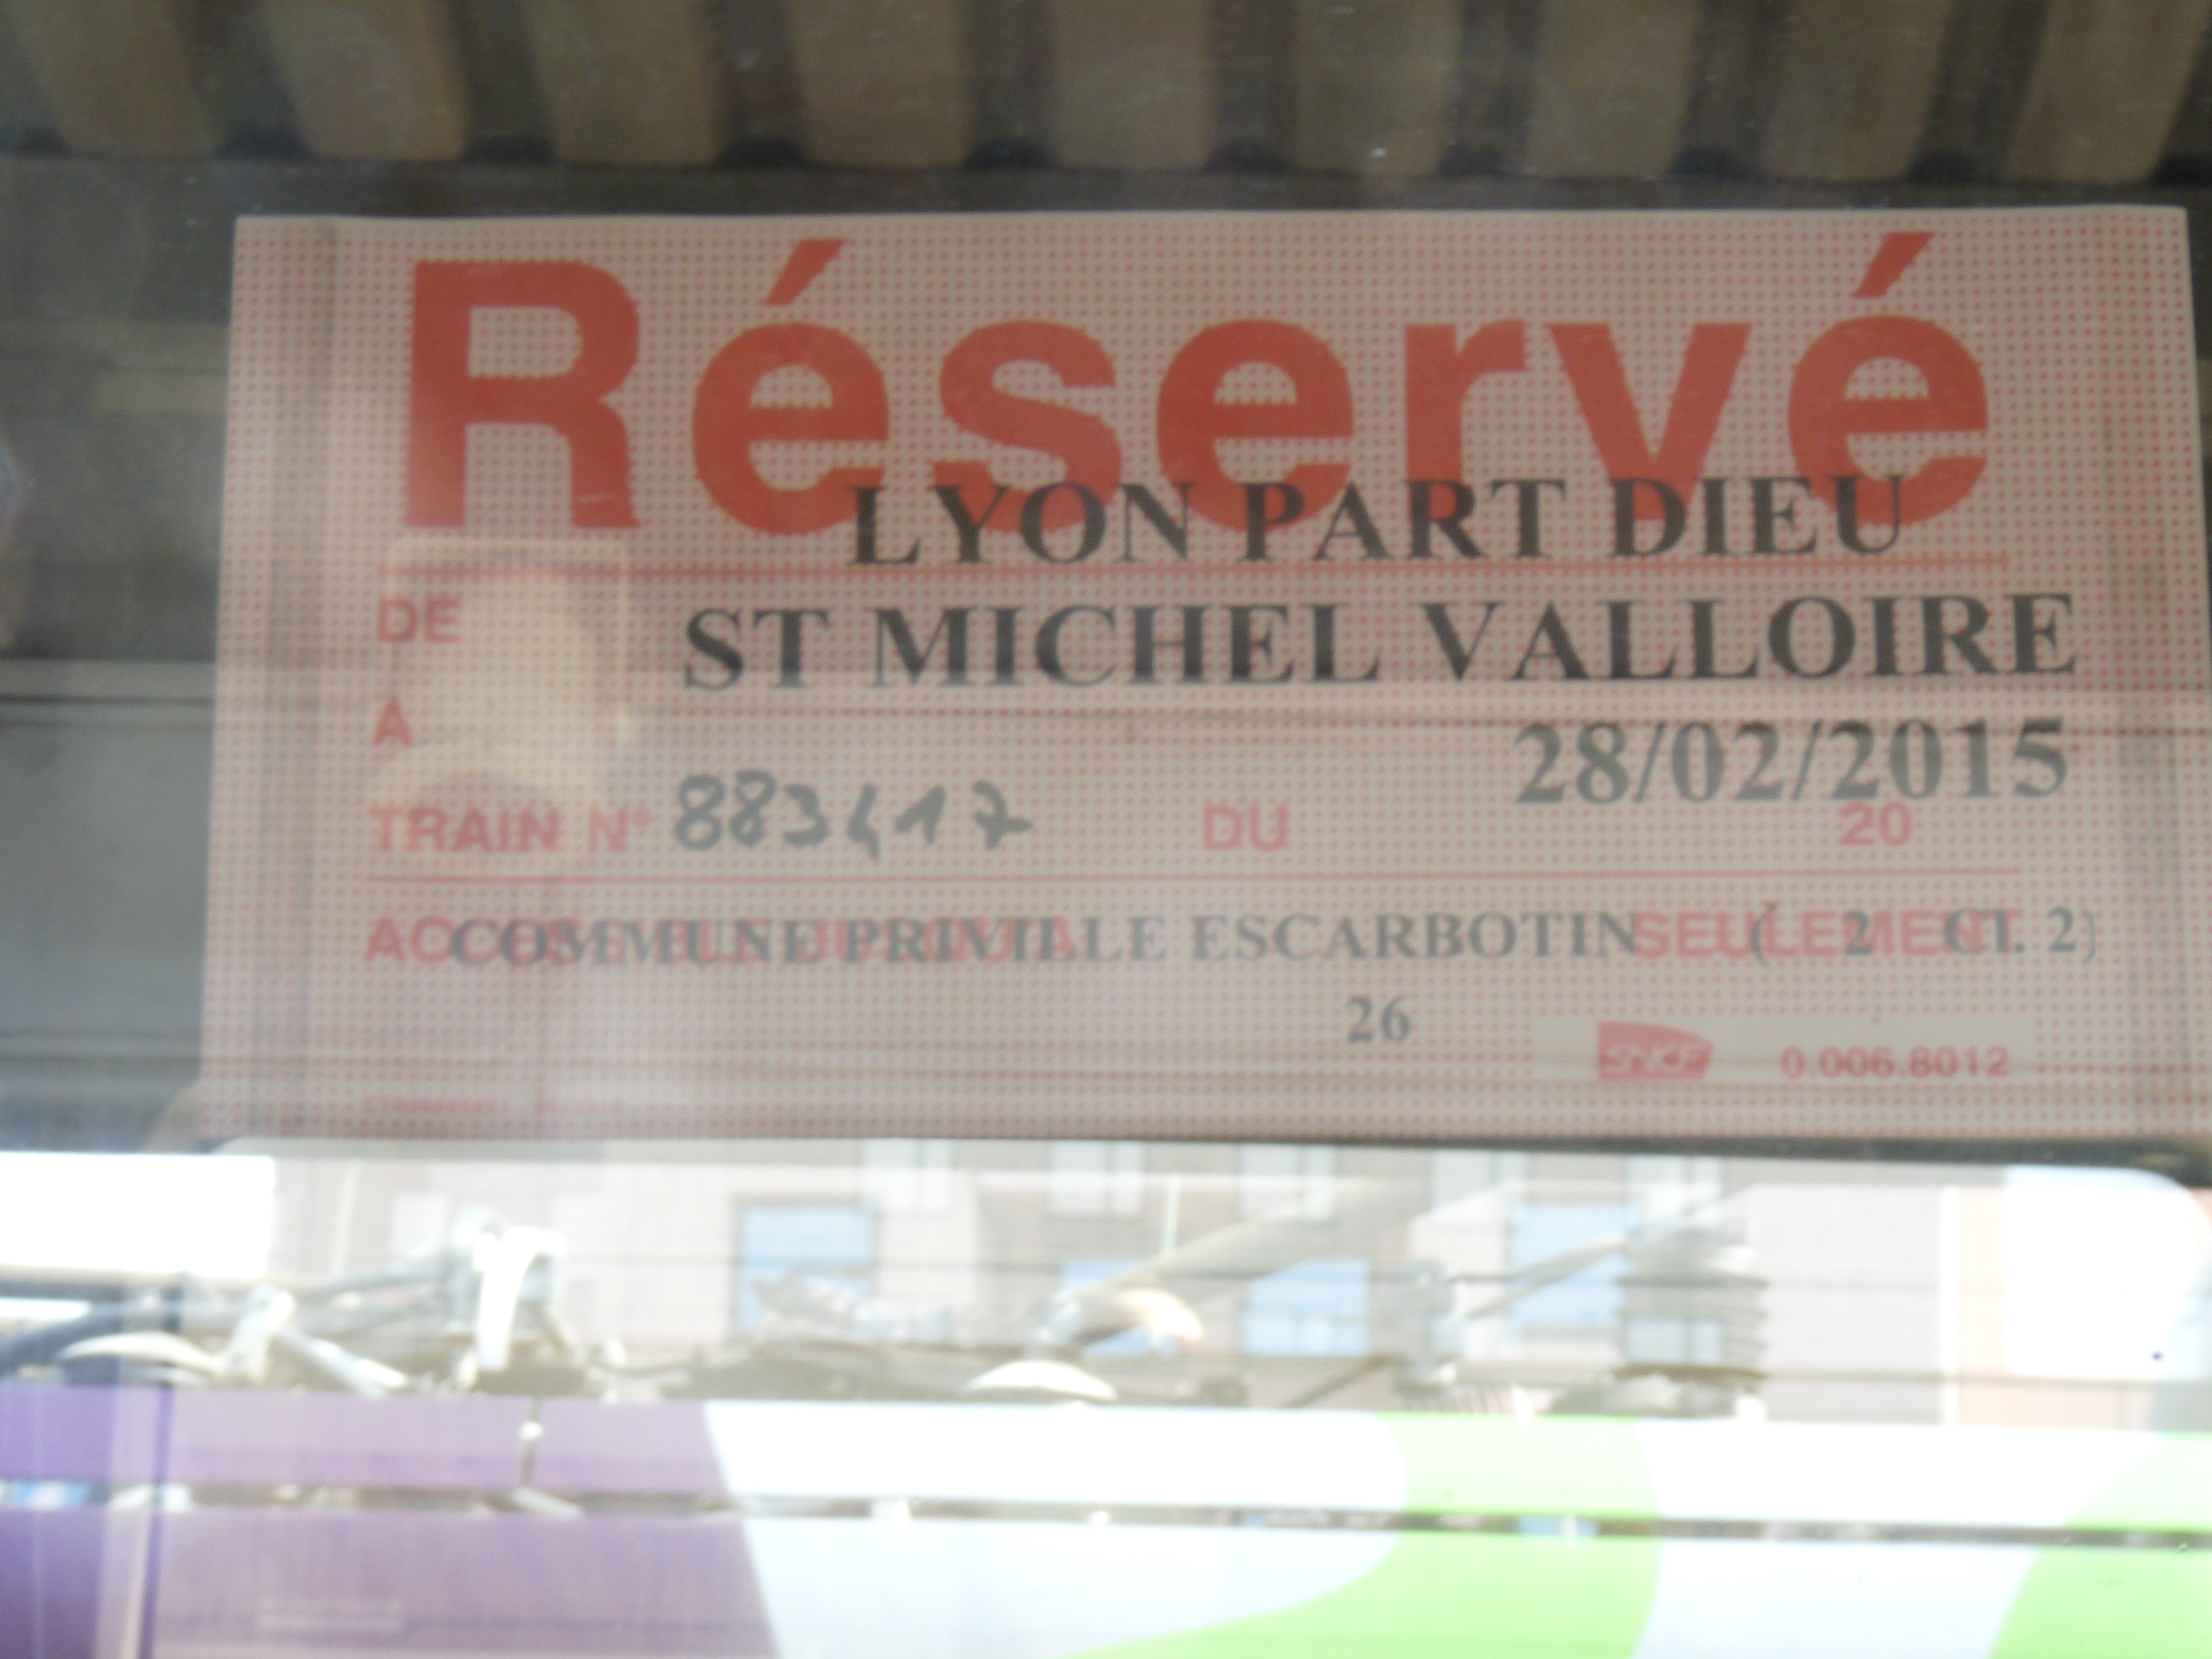 Réservé
LYON PART DIEU
DE ST MICHEL VALLOIRE
A 28/02/2015
TRAIN N° 883417 DU 20
COMMUNE PRIVILLE ESCARBOTIN SEULEMENT ( 2 Cl. 2)
26
SNCF 0.006.8012